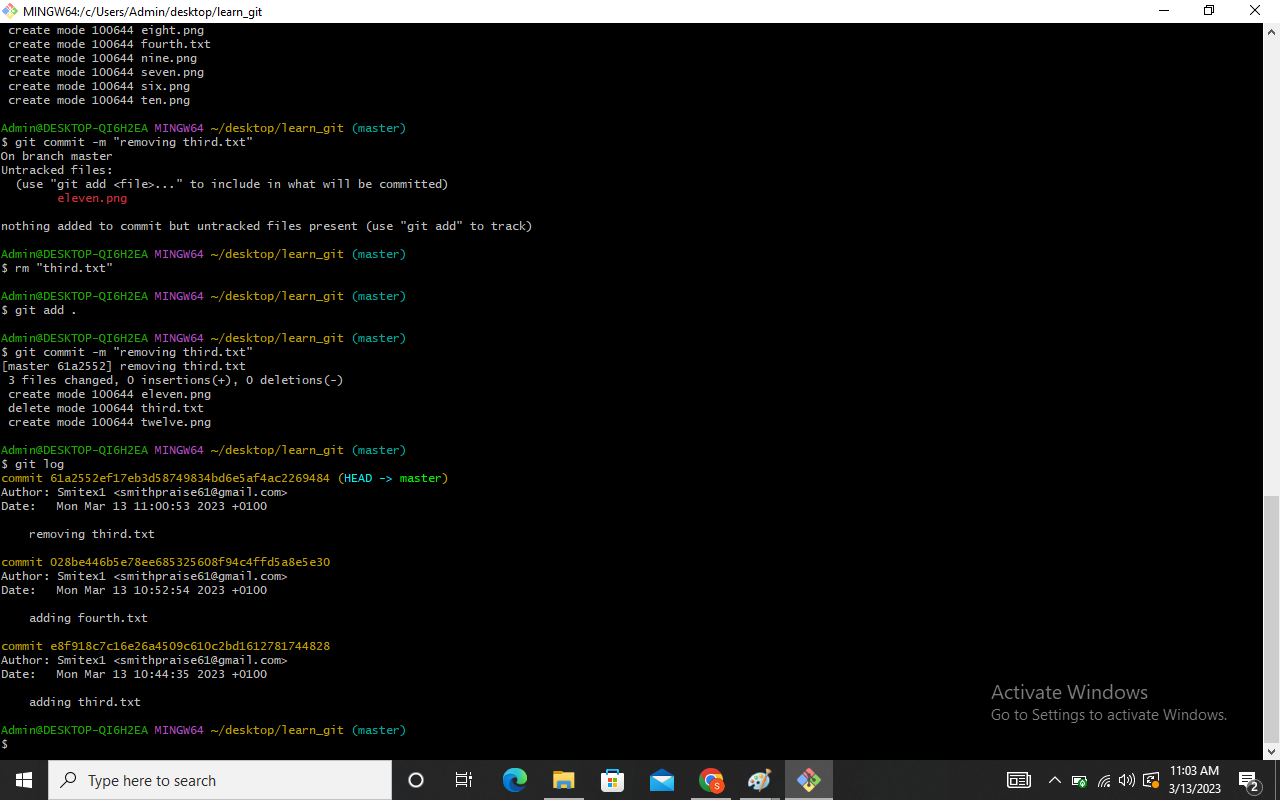 MINGW64:/c/Users/Admin/desktop/learn_git
create mode 100644 eight.png
create mode 100644 fourth.txt
create mode 100644 nine.png
create mode 100644 seven.png
create mode 100644 six.png
create mode 100644 ten.png
Admin@DESKTOP-QI6H2EA MINGW64 ~/desktop/learn_git (master)
$ git commit -m "removing third.txt"
On branch master
Untracked files:
(use "git add <file>..." to include in what will be committed)
eleven.png
nothing added to commit but untracked files present (use "git add" to track)
Admin@DESKTOP-QI6H2EA MINGW64 ~/desktop/learn_git (master)
$ rm "third.txt"
Admin@DESKTOP-QI6H2EA MINGW64 ~/desktop/learn_git (master)
$ git add .
Admin@DESKTOP-QI6H2EA MINGW64 ~/desktop/learn_git (master)
$ git commit -m "removing third.txt"
[master 61a2552] removing third.txt
3 files changed, 0 insertions(+), 0 deletions(-)
create mode 100644 eleven.png
delete mode 100644 third.txt
create mode 100644 twelve.png
Admin@DESKTOP-QI6H2EA MINGW64 ~/desktop/learn_git (master)
$ git log
commit 61a2552ef17eb3d58749834bd6e5af4ac2269484 (HEAD -> master)
Author: Smitex1 <smithpraise61@gmail.com>
Date:   Mon Mar 13 11:00:53 2023 +0100
removing third.txt
commit 028be446b5e78ee685325608f94c4ffd5a8e5e30
Author: Smitex1 <smithpraise61@gmail.com>
Date:   Mon Mar 13 10:52:54 2023 +0100
adding fourth.txt
commit e8f918c7c16e26a4509c610c2bd1612781744828
Author: Smitex1 <smithpraise61@gmail.com>
Date:   Mon Mar 13 10:44:35 2023 +0100
adding third.txt
Admin@DESKTOP-QI6H2EA MINGW64 ~/desktop/learn_git (master)
$
Activate Windows
Go to Settings to activate Windows.
Type here to search
S
11:03 AM
3/13/2023
2